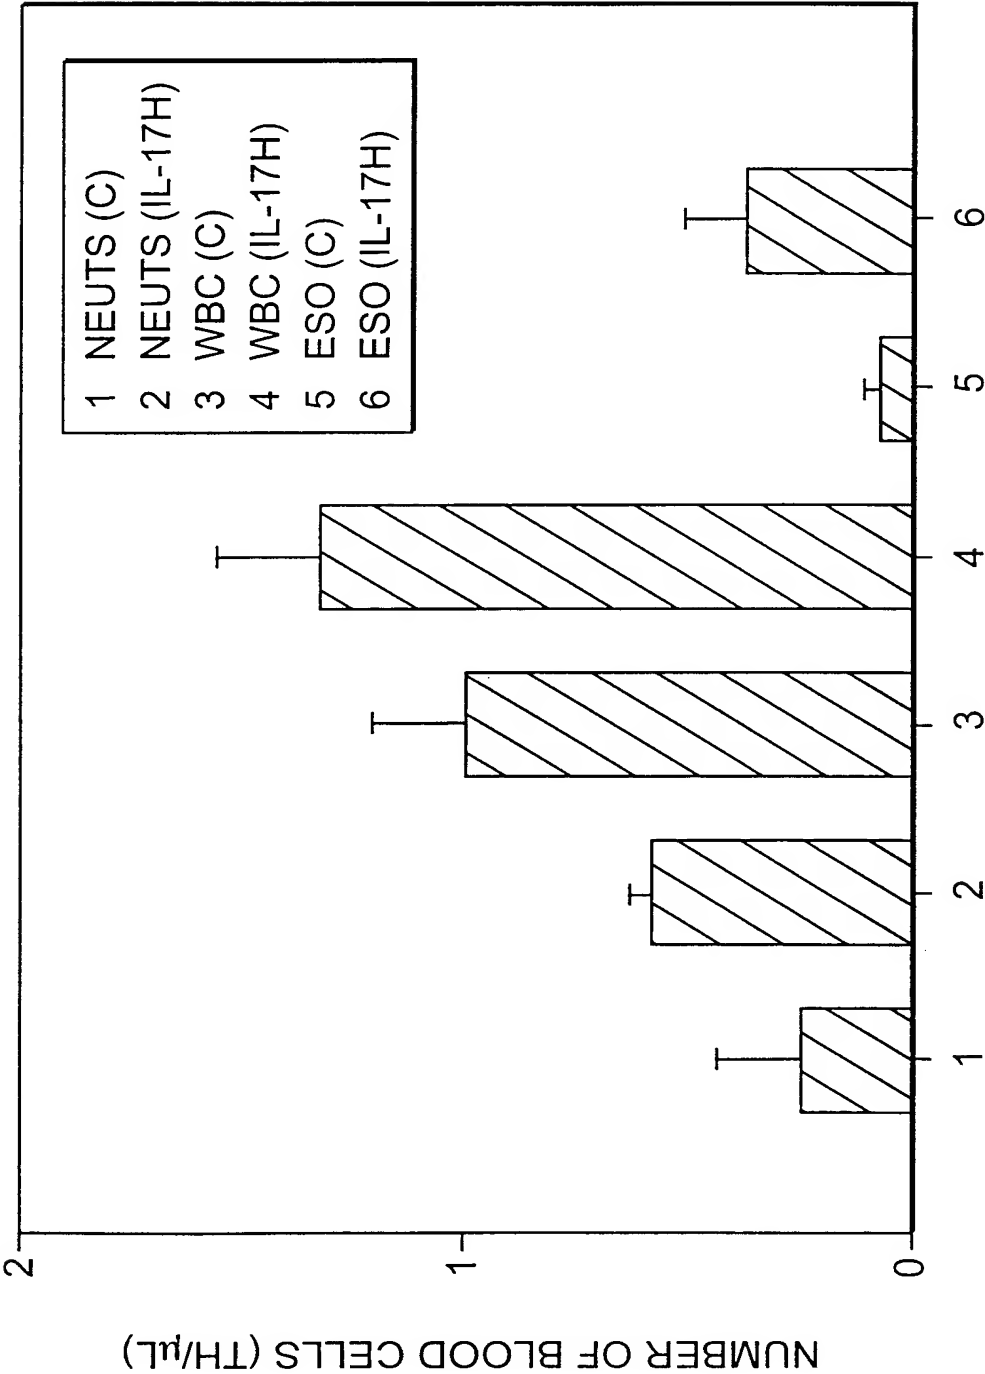 NUMBER OF BLOOD CELLS (TH/μL)
2
1
0
1 NEUTS (C)
2 NEUTS (IL-17H)
3 WBC (C)
4 WBC (IL-17H)
5 ESO (C)
6 ESO (IL-17H)
1 2 3 4 5 6